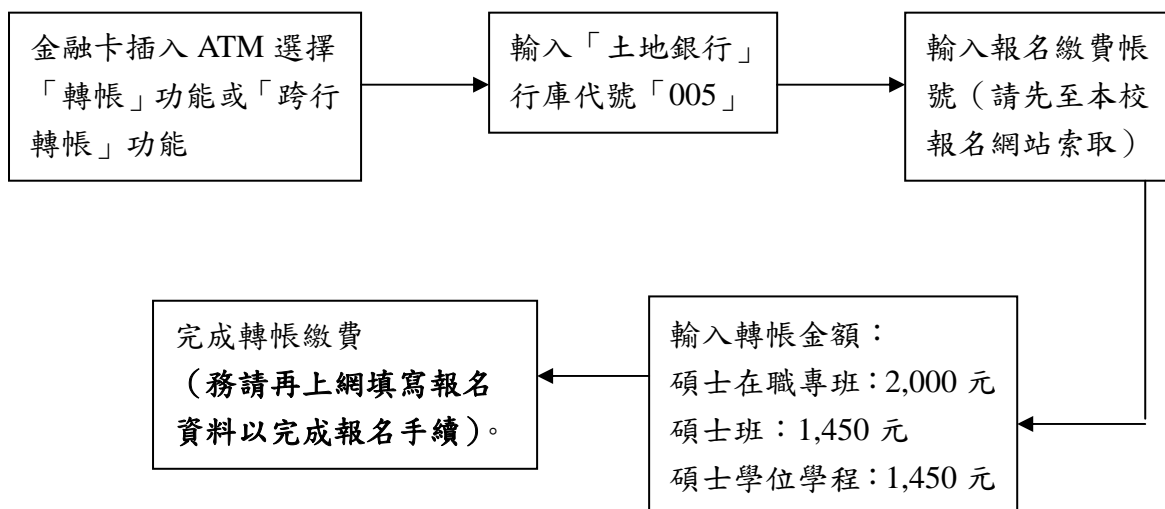 金融卡插入 ATM 選擇
「轉帳」功能或「跨行
轉帳」功能
輸入「土地銀行」
行庫代號「005」
輸入報名繳費帳
號（請先至本校
報名網站索取）
輸入轉帳金額：
碩士在職專班：2,000 元
碩士班：1,450 元
碩士學位學程：1,450 元
完成轉帳繳費
（務請再上網填寫報名
資料以完成報名手續）。